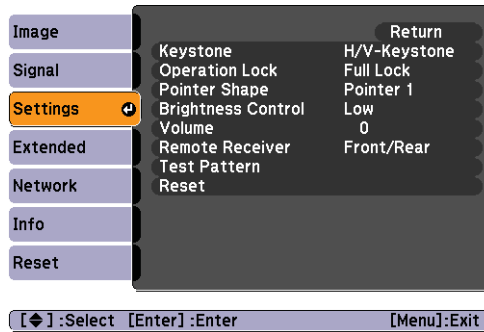 Image
Signal
Settings
Extended
Network
Info
Reset
Return
Keystone H/V-Keystone
Operation Lock Full Lock
Pointer Shape Pointer 1
Brightness Control Low
Volume 0
Remote Receiver Front/Rear
Test Pattern
Reset
[◆] :Select [Enter] :Enter [Menu]:Exit